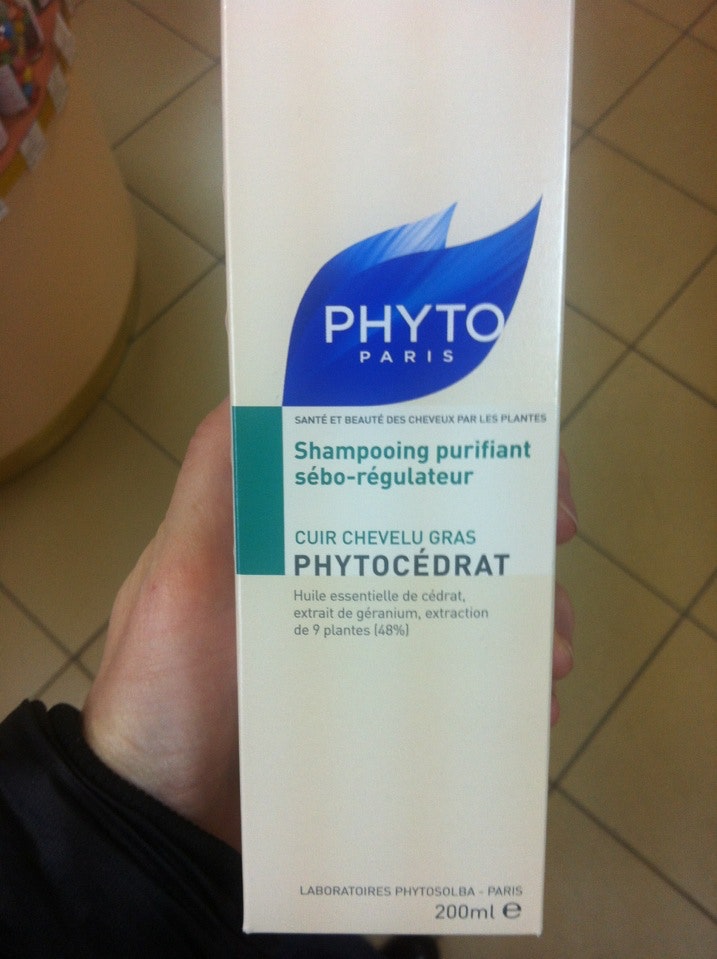 PHYTO
PARIS
SANTÉ ET BEAUTÉ DES CHEVEUX PAR LES PLANTES
Shampooing purifiant
sébo-régulateur
CUIR CHEVELU GRAS
PHYTOCÉDRAT
Huile essentielle de cédrat,
extrait de géranium, extraction
de 9 plantes (48%)
LABORATOIRES PHYTOSOLBA - PARIS
200ml ℮